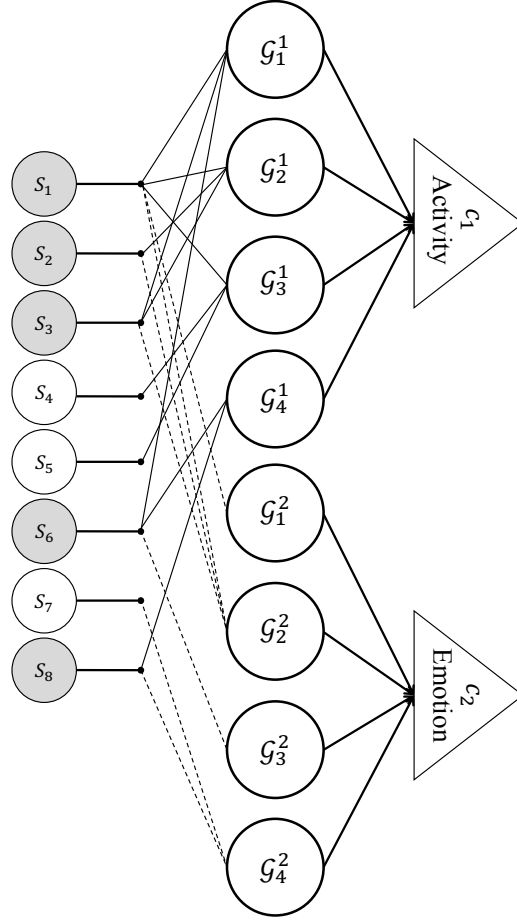 S₁
S₂
S₃
S₄
S₅
S₆
S₇
S₈
𝒢₁¹
𝒢₂¹
𝒢₃¹
𝒢₄¹
𝒢₁²
𝒢₂²
𝒢₃²
𝒢₄²
c₁
Activity
c₂
Emotion